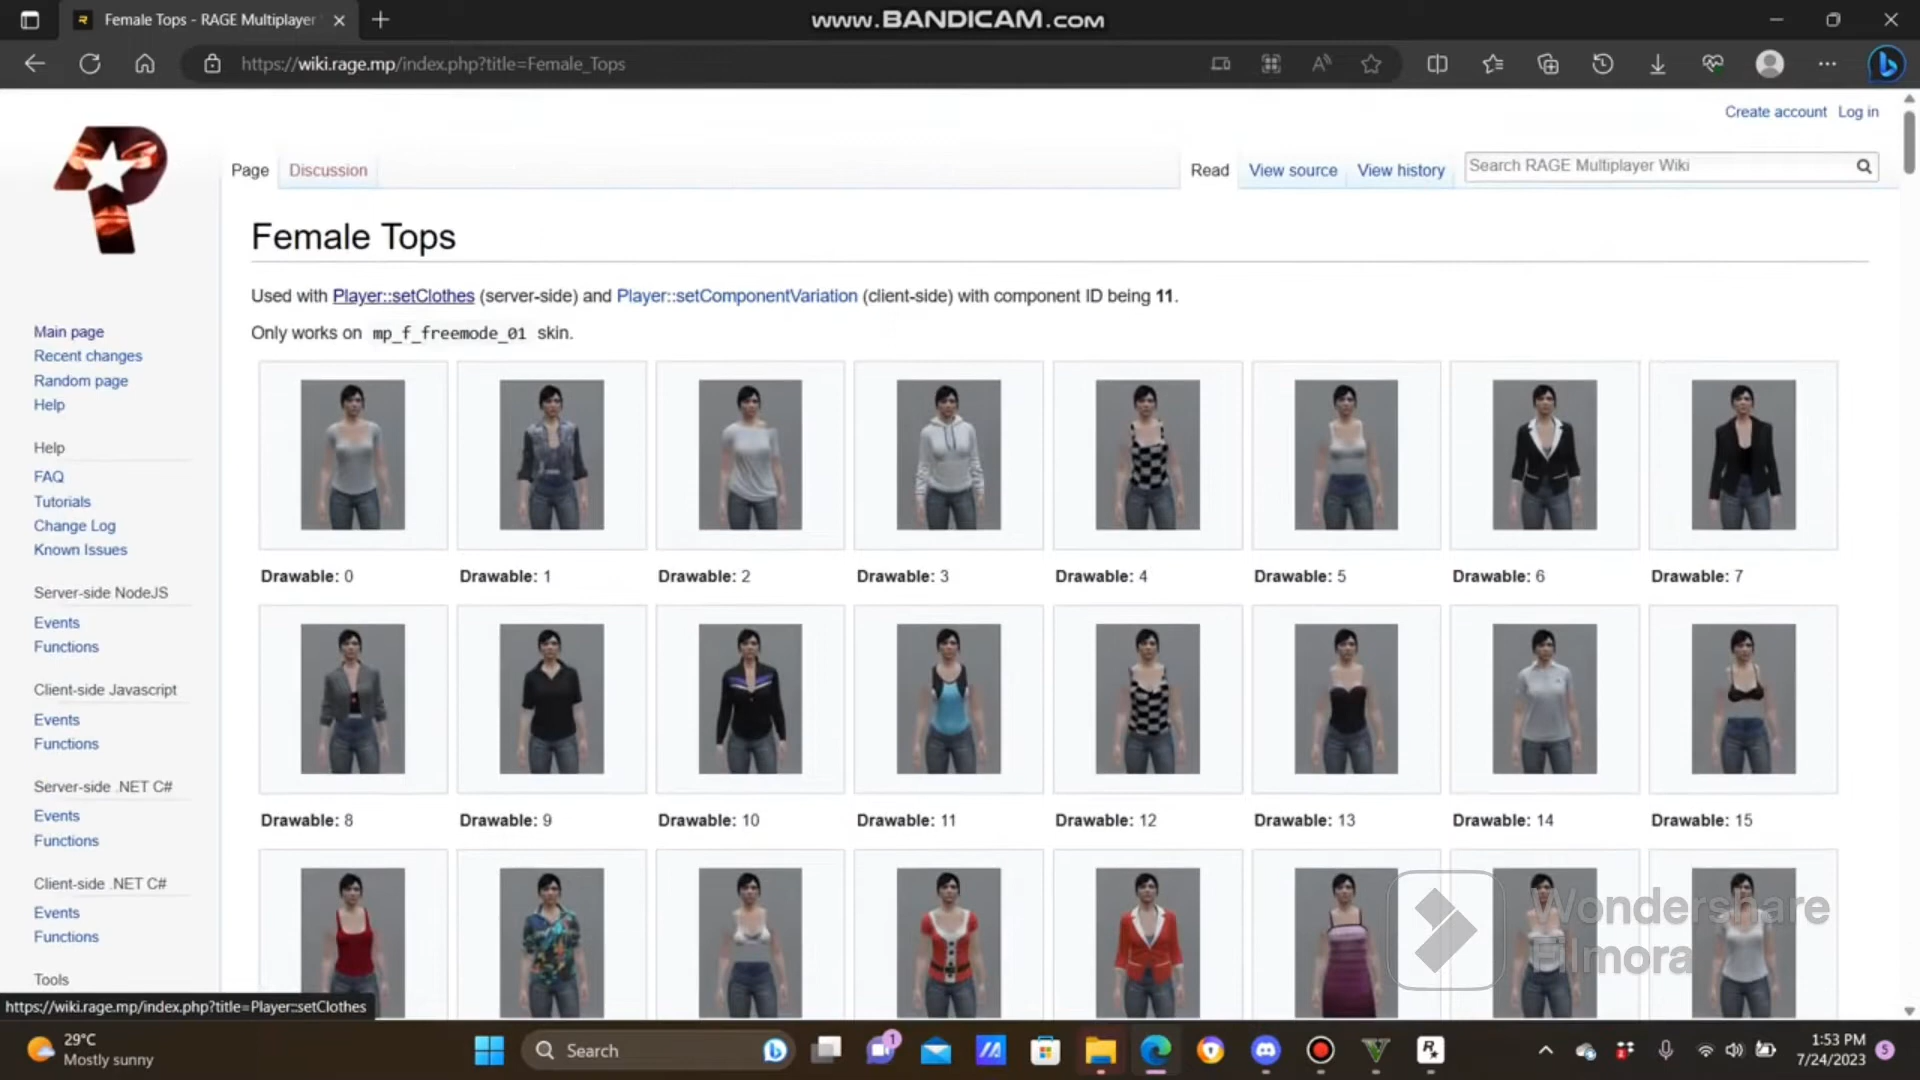 Female Tops - RAGE Multiplayer
www.BANDICAM.com
https://wiki.rage.mp/index.php?title=Female_Tops
Create account Log in
Page Discussion Read View source View history Search RAGE Multiplayer Wiki
Female Tops
Used with Player::setClothes (server-side) and Player::setComponentVariation (client-side) with component ID being 11.
Only works on mp_f_freemode_01 skin.
Main page
Recent changes
Random page
Help
Help
FAQ
Tutorials
Change Log
Known Issues
Server-side NodeJS
Events
Functions
Client-side Javascript
Events
Functions
Server-side .NET C#
Events
Functions
Client-side .NET C#
Events
Functions
Tools
Drawable: 0 Drawable: 1 Drawable: 2 Drawable: 3 Drawable: 4 Drawable: 5 Drawable: 6 Drawable: 7
Drawable: 8 Drawable: 9 Drawable: 10 Drawable: 11 Drawable: 12 Drawable: 13 Drawable: 14 Drawable: 15
Wondershare
Filmora
https://wiki.rage.mp/index.php?title=Player::setClothes
29°C
Mostly sunny
Search
1
1:53 PM
7/24/2023
5